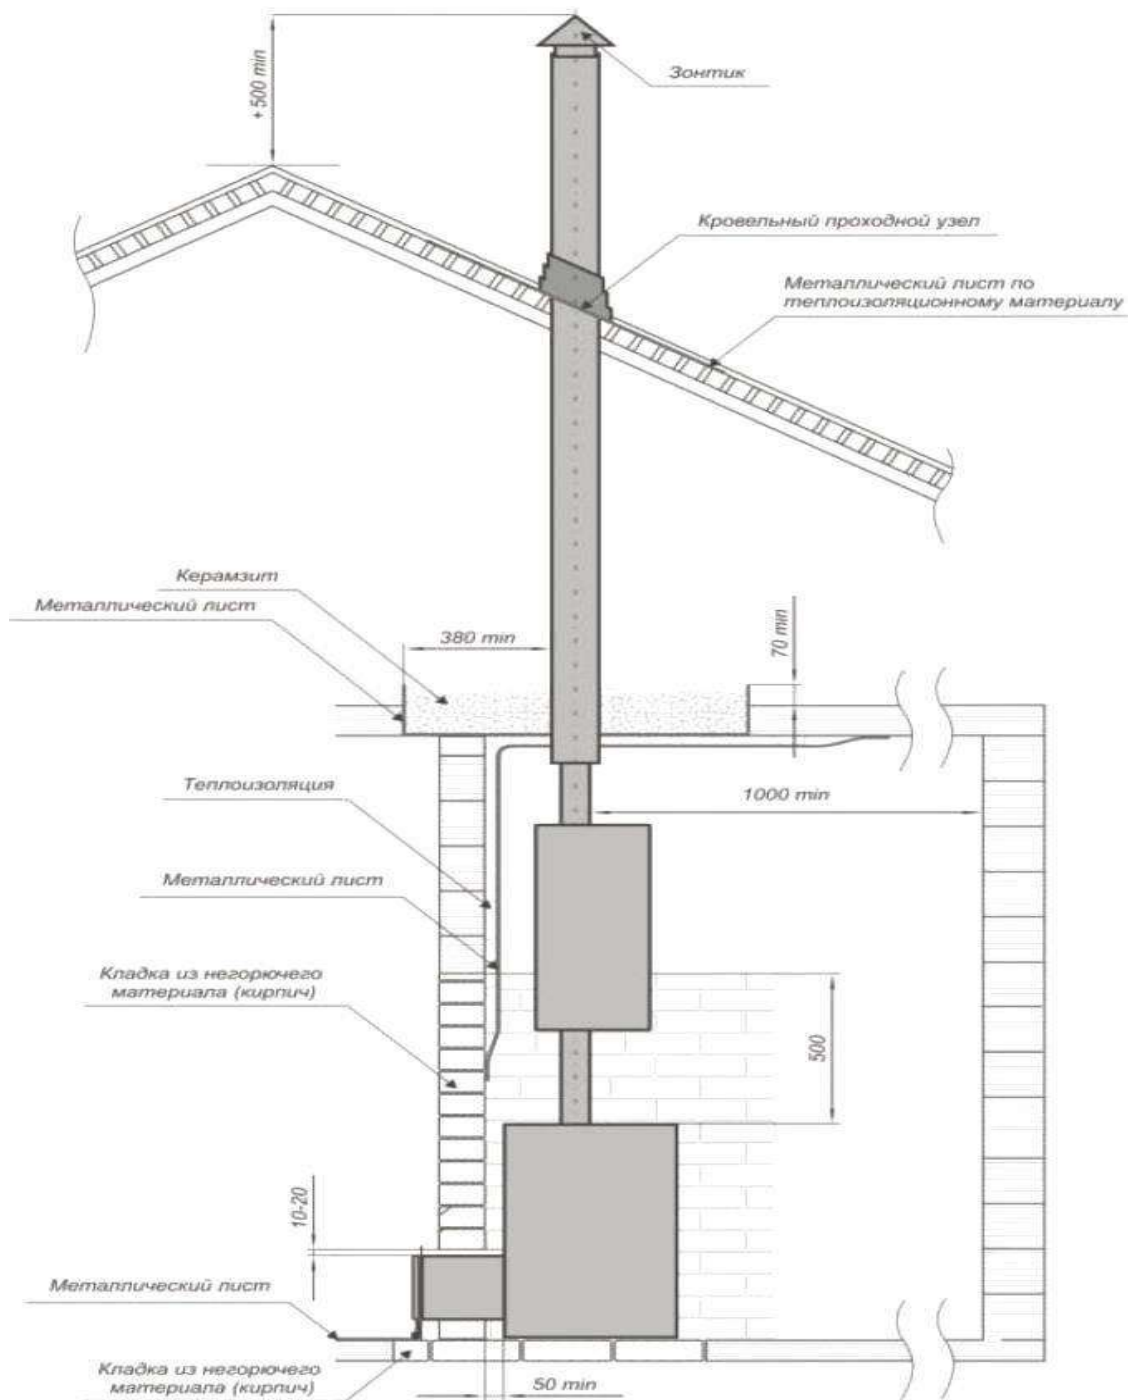 + 500 min
Зонтик
Кровельный проходной узел
Металлический лист по
теплоизоляционному материалу
Керамзит
Металлический лист
380 min
70 min
Теплоизоляция
1000 min
Металлический лист
Кладка из негорючего
материала (кирпич)
500
10-20
Металлический лист
Кладка из негорючего
материала (кирпич)
50 min